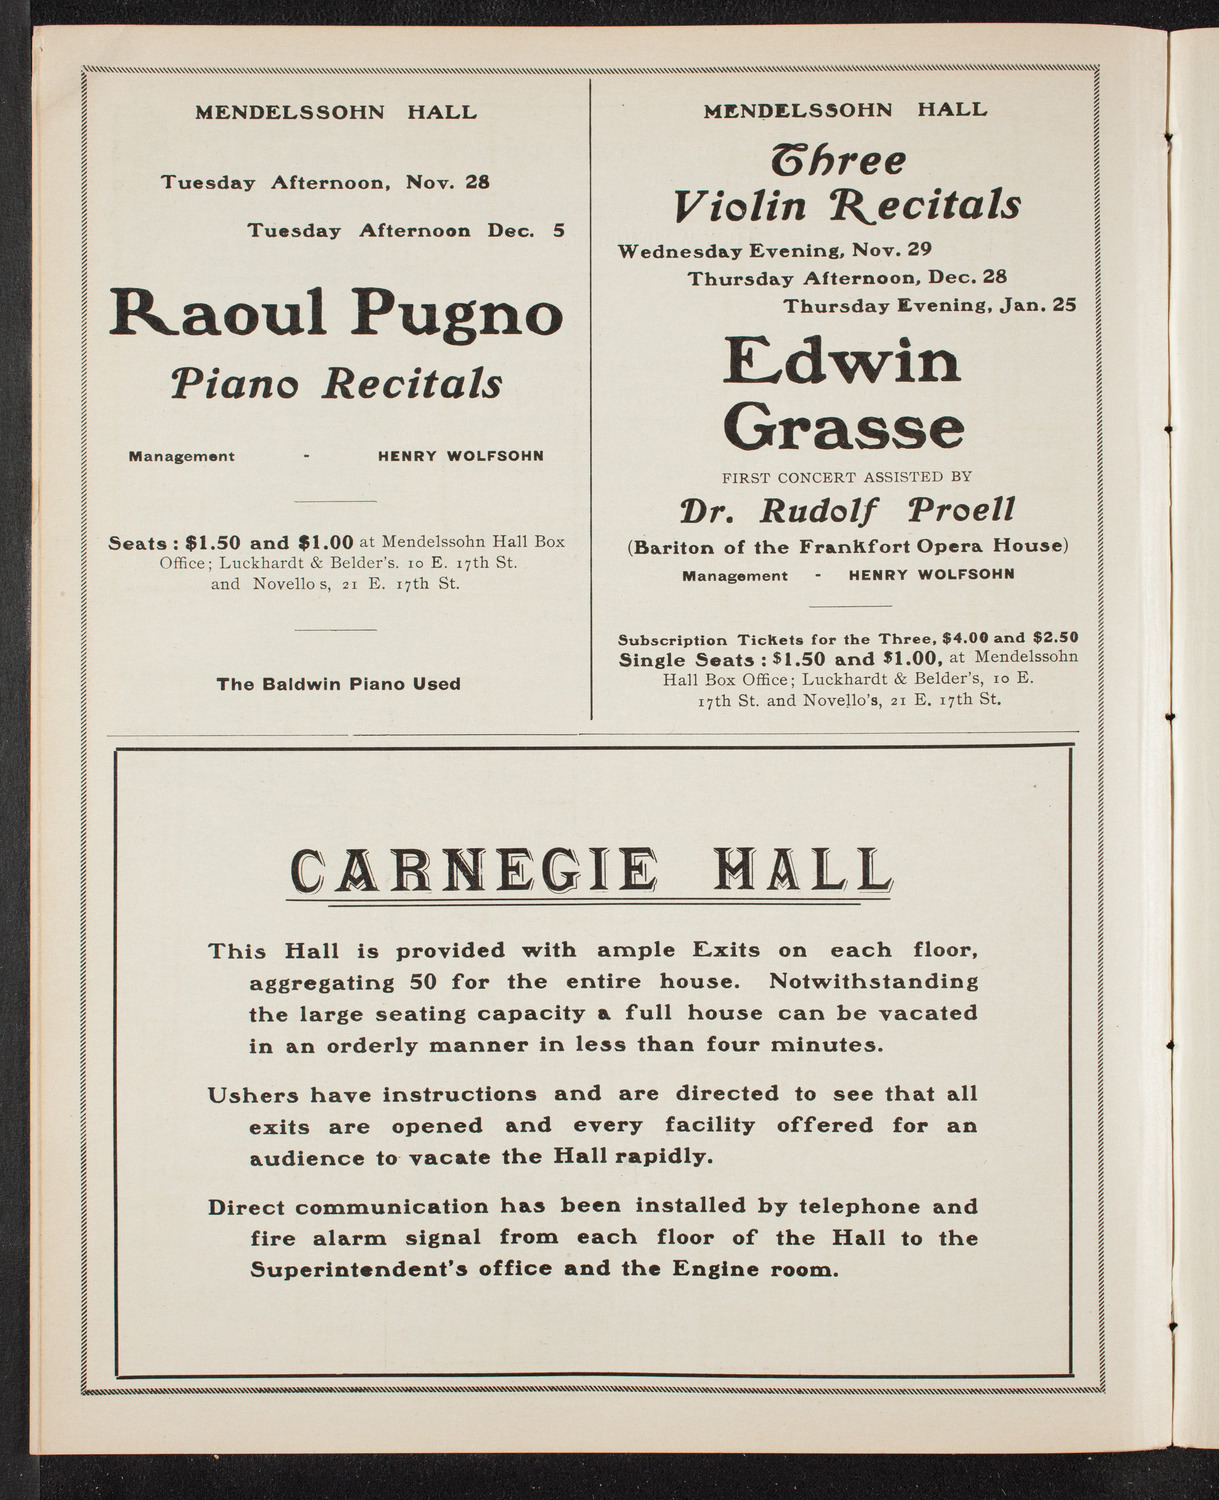 MENDELSSOHN HALL
Tuesday Afternoon, Nov. 28
Tuesday Afternoon Dec. 5
Raoul Pugno
Piano Recitals
Management - HENRY WOLFSOHN
Seats: $1.50 and $1.00 at Mendelssohn Hall Box
Office; Luckhardt & Belder's. 10 E. 17th St.
and Novello s, 21 E. 17th St.
The Baldwin Piano Used
MENDELSSOHN HALL
Three
Violin Recitals
Wednesday Evening, Nov. 29
Thursday Afternoon, Dec. 28
Thursday Evening, Jan. 25
Edwin
Grasse
FIRST CONCERT ASSISTED BY
Dr. Rudolf Proell
(Bariton of the Frankfort Opera House)
Management - HENRY WOLFSOHN
Subscription Tickets for the Three, $4.00 and $2.50
Single Seats: $1.50 and $1.00, at Mendelssohn
Hall Box Office; Luckhardt & Belder's, 10 E.
17th St. and Novello's, 21 E. 17th St.
CARNEGIE HALL
This Hall is provided with ample Exits on each floor,
aggregating 50 for the entire house. Notwithstanding
the large seating capacity a full house can be vacated
in an orderly manner in less than four minutes.
Ushers have instructions and are directed to see that all
exits are opened and every facility offered for an
audience to vacate the Hall rapidly.
Direct communication has been installed by telephone and
fire alarm signal from each floor of the Hall to the
Superintendent's office and the Engine room.